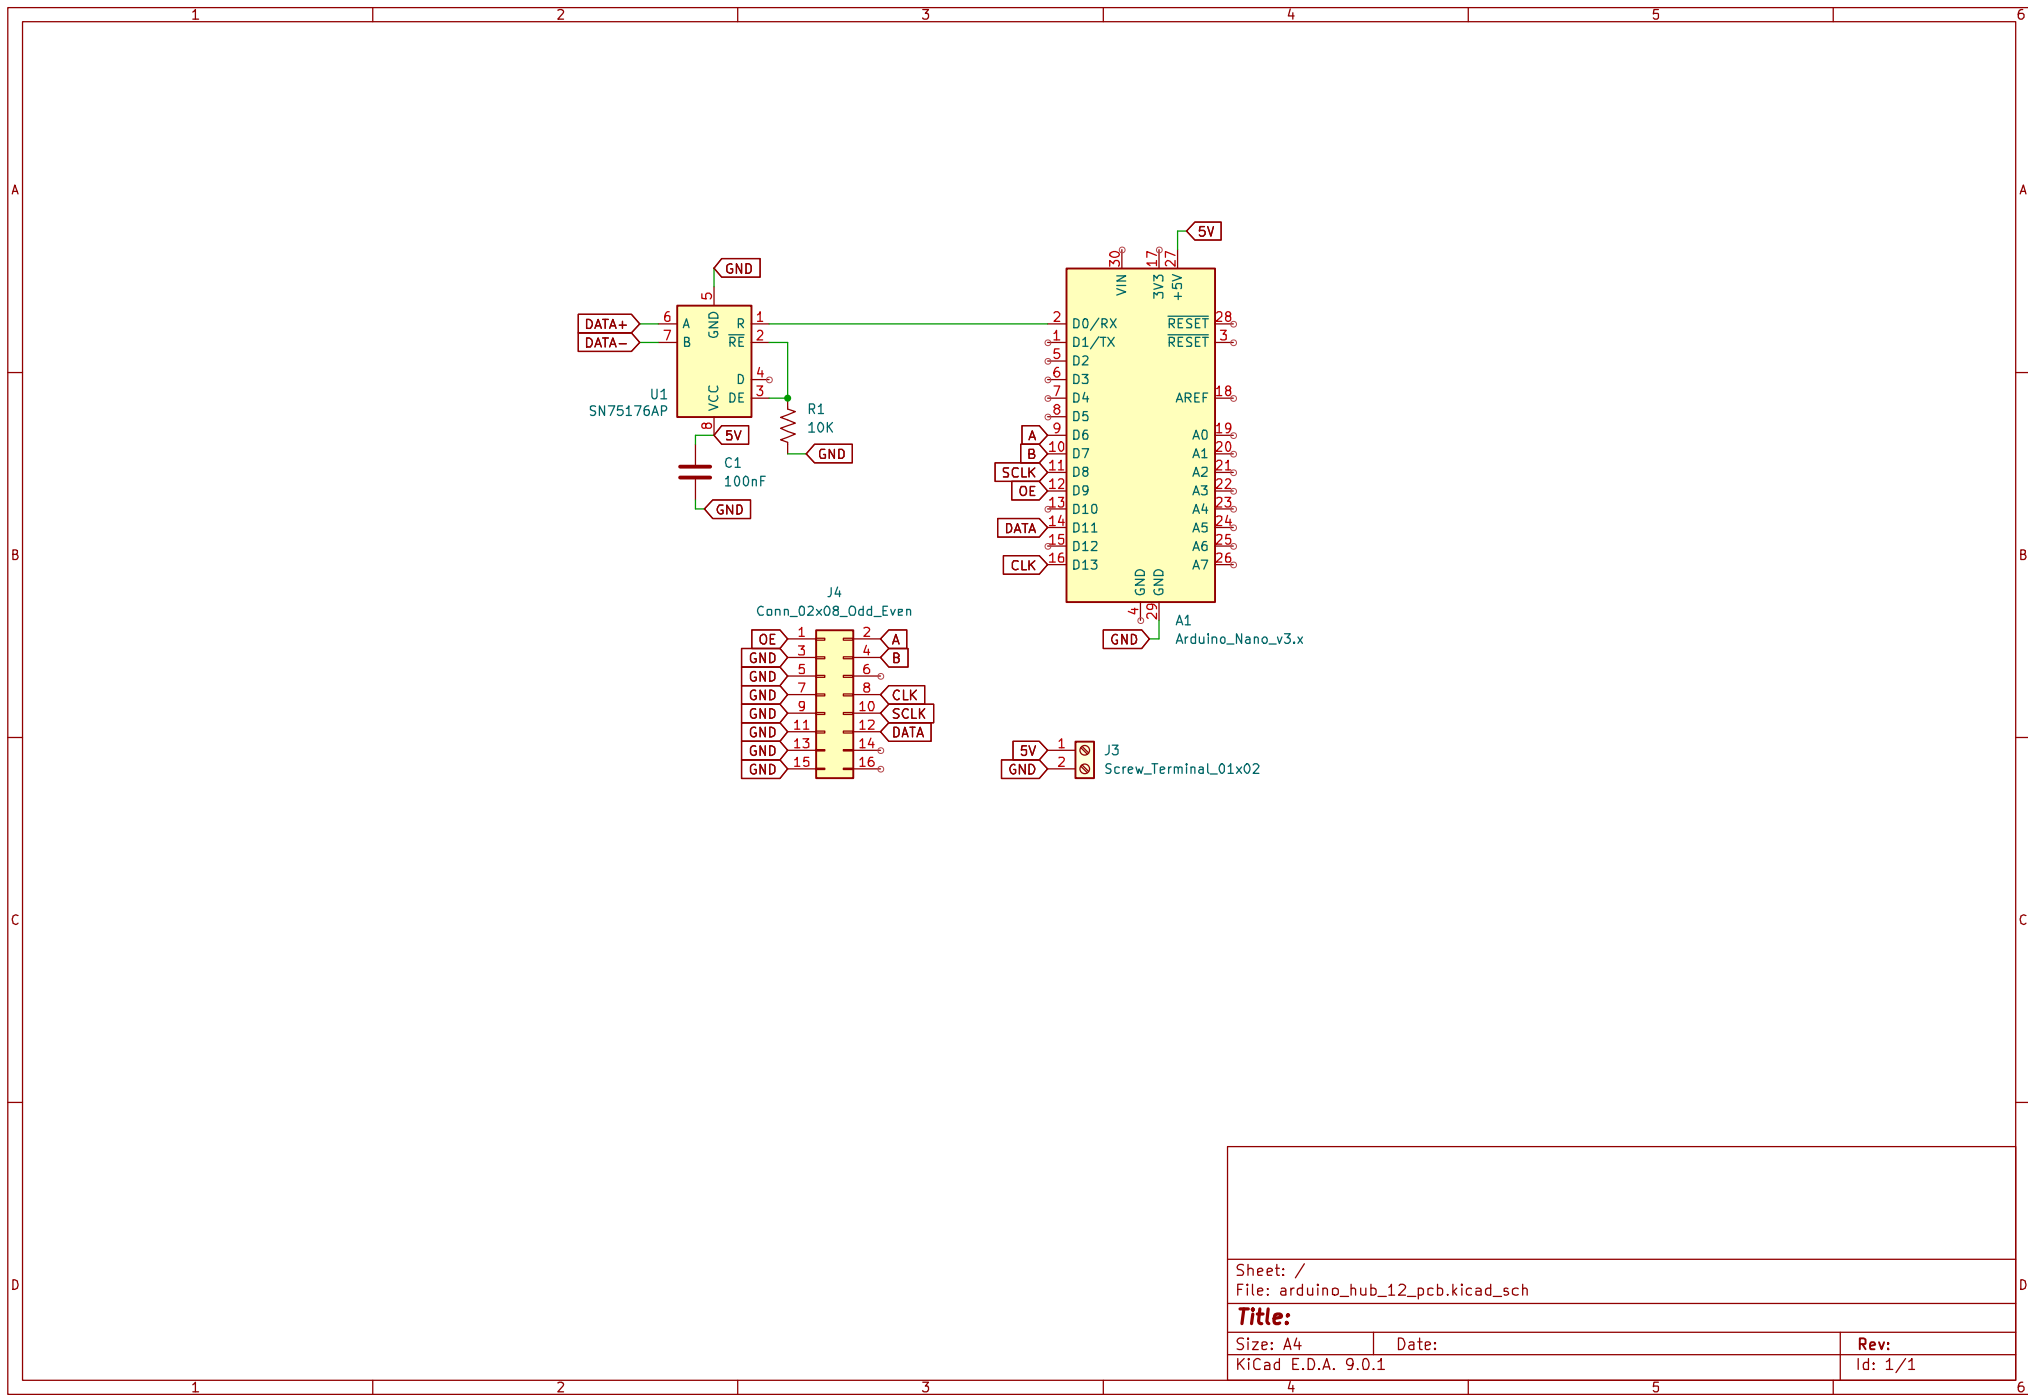 1 2 3 4 5 6
A A
B B
C C
D D
5V
30 17 27
VIN 3V3 +5V
GND
5
GND
DATA+ 6 A R 1
DATA- 7 B RE 2
D 4
DE 3
VCC
8
U1
SN75176AP
5V
R1
10K
GND
C1
100nF
GND
2 D0/RX RESET 28
1 D1/TX RESET 3
5 D2
6 D3
7 D4 AREF 18
8 D5
A 9 D6 A0 19
B 10 D7 A1 20
SCLK 11 D8 A2 21
OE 12 D9 A3 22
13 D10 A4 23
DATA 14 D11 A5 24
15 D12 A6 25
CLK 16 D13 A7 26
GND GND
4 29
GND
A1
Arduino_Nano_v3.x
J4
Conn_02x08_Odd_Even
OE 1 2 A
GND 3 4 B
GND 5 6
GND 7 8 CLK
GND 9 10 SCLK
GND 11 12 DATA
GND 13 14
GND 15 16
5V 1 J3
GND 2 Screw_Terminal_01x02
Sheet: /
File: arduino_hub_12_pcb.kicad_sch
Title:
Size: A4 Date: Rev:
KiCad E.D.A. 9.0.1 Id: 1/1
1 2 3 4 5 6